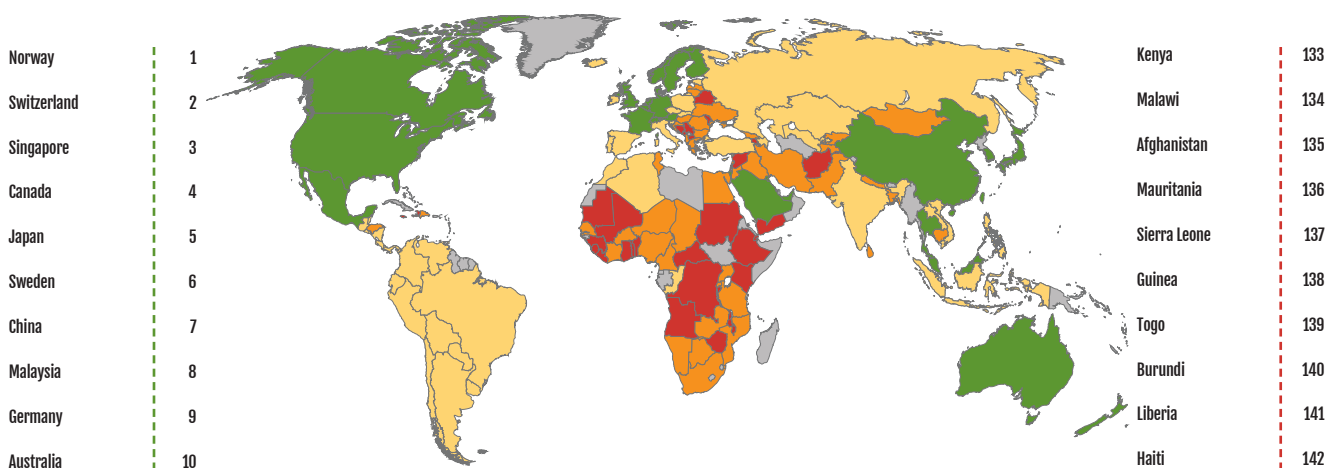 Norway 1
Switzerland 2
Singapore 3
Canada 4
Japan 5
Sweden 6
China 7
Malaysia 8
Germany 9
Australia 10
Kenya 133
Malawi 134
Afghanistan 135
Mauritania 136
Sierra Leone 137
Guinea 138
Togo 139
Burundi 140
Liberia 141
Haiti 142